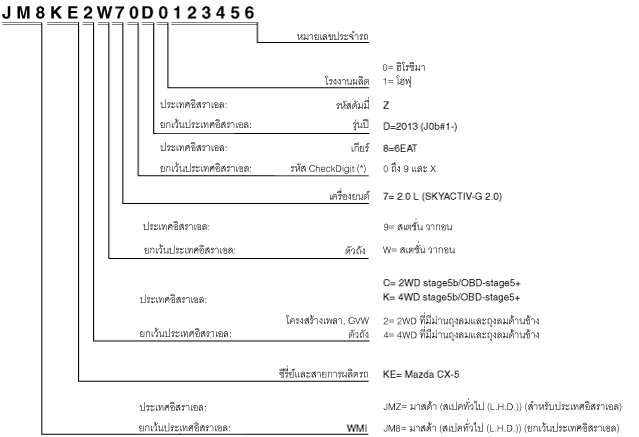 JM8KE2W70D0123456
หมายเลขประจำรถ
0= ฮิโรชิมา
โรงงานผลิต 1= โฮฟุ
ประเทศอิสราเอล: รหัสดัมมี่ Z
ยกเว้นประเทศอิสราเอล: รุ่นปี D=2013 (J0b#1-)
ประเทศอิสราเอล: เกียร์ 8=6EAT
ยกเว้นประเทศอิสราเอล: รหัส CheckDigit (*) 0 ถึง 9 และ X
เครื่องยนต์ 7= 2.0 L (SKYACTIV-G 2.0)
ประเทศอิสราเอล: 9= สเตชั่น วากอน
ยกเว้นประเทศอิสราเอล: ตัวถัง W= สเตชั่น วากอน
C= 2WD stage5b/OBD-stage5+
ประเทศอิสราเอล: K= 4WD stage5b/OBD-stage5+
โครงสร้างเพลา, GVW 2= 2WD ที่มีม่านถุงลมและถุงลมด้านข้าง
ยกเว้นประเทศอิสราเอล: ตัวถัง 4= 4WD ที่มีม่านถุงลมและถุงลมด้านข้าง
ซีรี่ย์และสายการผลิตรถ KE= Mazda CX-5
ประเทศอิสราเอล: JMZ= มาสด้า (สเปคทั่วไป (L.H.D.)) (สำหรับประเทศอิสราเอล)
ยกเว้นประเทศอิสราเอล: WMI JM8= มาสด้า (สเปคทั่วไป (L.H.D.)) (ยกเว้นประเทศอิสราเอล)